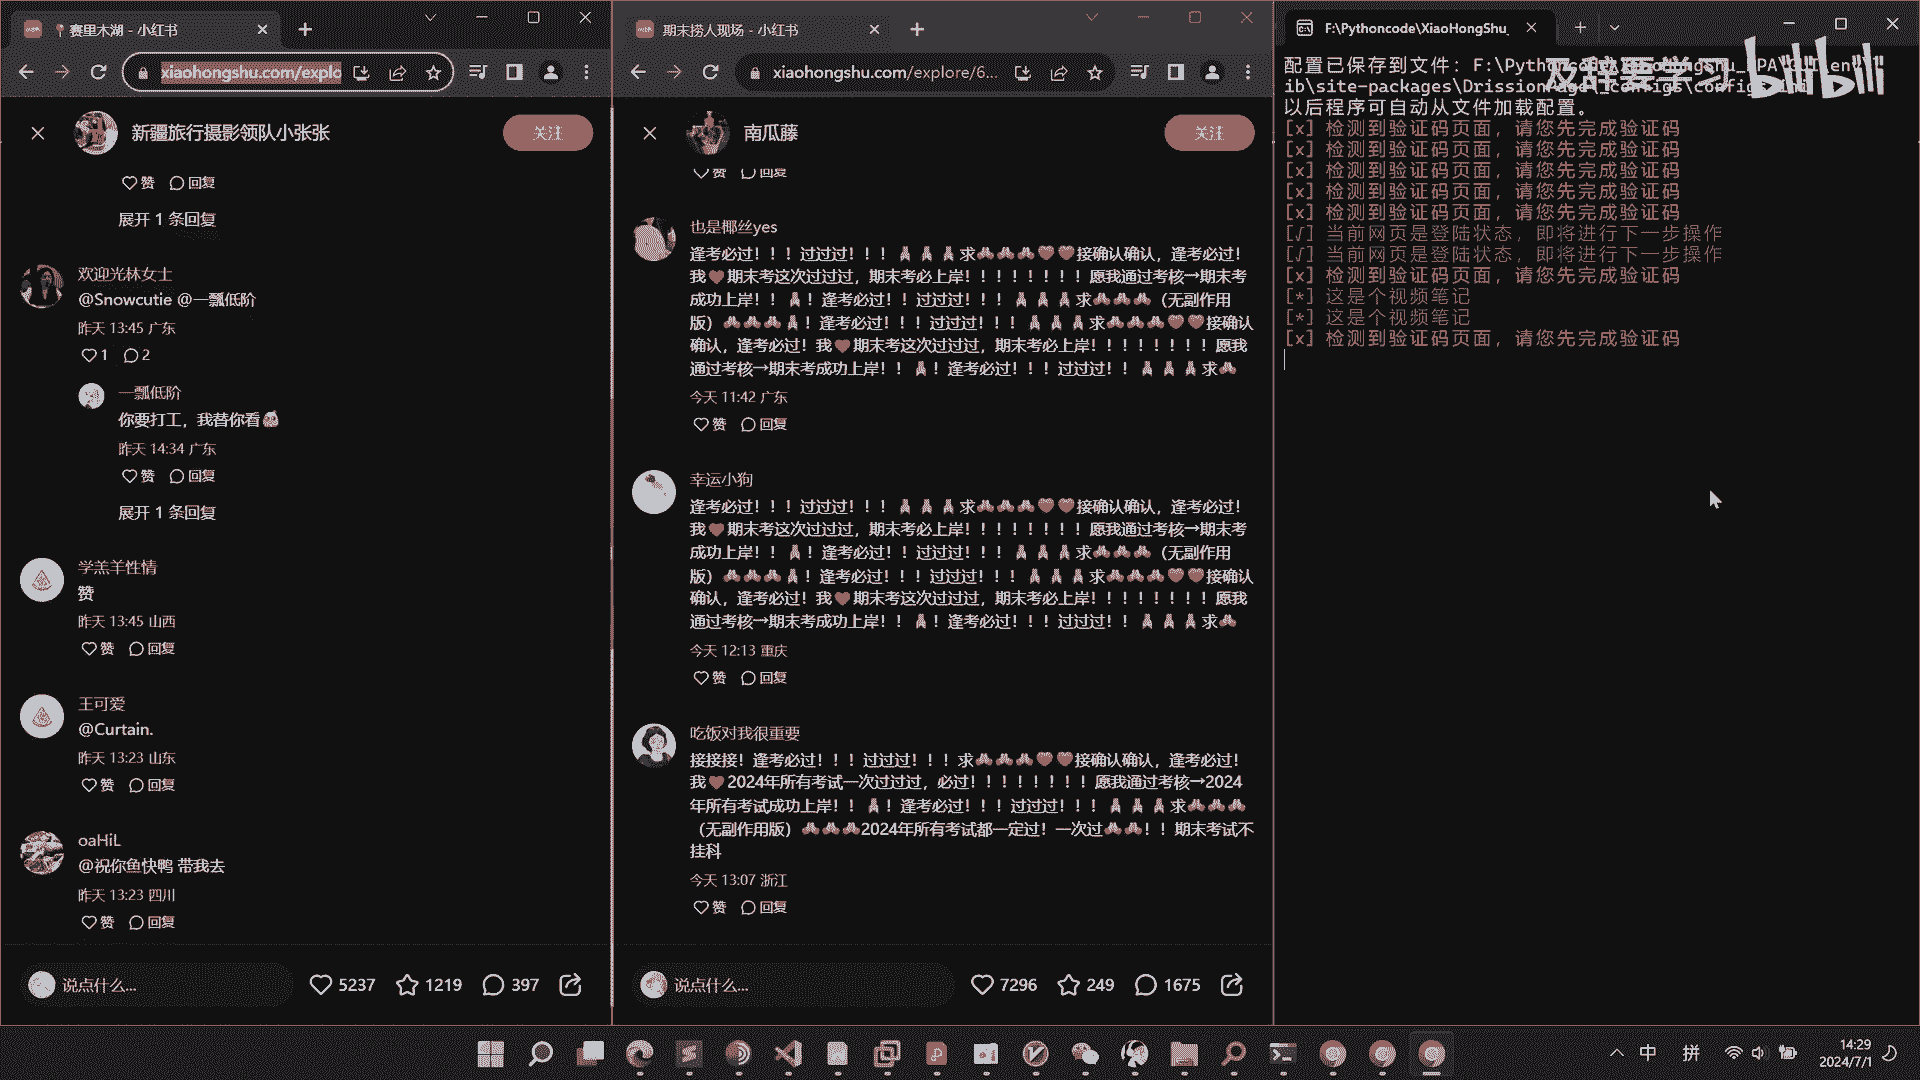 赛里木湖 - 小红书
xiaohongshu.com/explo
新疆旅行摄影领队小张张
关注
赞 回复
展开 1 条回复
欢迎光林女士
@Snowcutie @一瓢低阶
昨天 13:45 广东
1 2
一瓢低阶
你要打工，我替你看
昨天 14:34 广东
赞 回复
展开 1 条回复
学羔羊性情
赞
昨天 13:45 山西
赞 回复
王可爱
@Curtain.
昨天 13:23 山东
赞 回复
oaHiL
@祝你鱼快鸭 带我去
昨天 13:23 四川
赞 回复
说点什么...
5237 1219 397
期末捞人现场 - 小红书
xiaohongshu.com/explore/6...
南瓜藤
关注
赞 回复
也是椰丝yes
逢考必过！！！过过过！！！🙏🙏🙏求🙏🙏🙏❤️❤️接确认确认，逢考必过！
我❤️期末考这次过过过，期末考必上岸！！！！！！！！愿我通过考核→期末考
成功上岸！！🙏！逢考必过！！过过过！！！🙏🙏🙏求🙏🙏🙏（无副作用
版）🙏🙏🙏🙏！逢考必过！！！过过过！！！🙏🙏🙏求🙏🙏🙏❤️❤️接确认
确认，逢考必过！我❤️期末考这次过过过，期末考必上岸！！！！！！！！愿我
通过考核→期末考成功上岸！！🙏！逢考必过！！！过过过！！🙏🙏🙏求🙏
今天 11:42 广东
赞 回复
幸运小狗
逢考必过！！！过过过！！！🙏🙏🙏求🙏🙏🙏❤️❤️接确认确认，逢考必过！
我❤️期末考这次过过过，期末考必上岸！！！！！！！！愿我通过考核→期末考
成功上岸！！🙏！逢考必过！！过过过！！！🙏🙏🙏求🙏🙏🙏（无副作用
版）🙏🙏🙏🙏！逢考必过！！！过过过！！！🙏🙏🙏求🙏🙏🙏❤️❤️接确认
确认，逢考必过！我❤️期末考这次过过过，期末考必上岸！！！！！！！！愿我
通过考核→期末考成功上岸！！🙏！逢考必过！！！过过过！！🙏🙏🙏求🙏
今天 12:13 重庆
赞 回复
吃饭对我很重要
接接接！逢考必过！！！过过过！！！求🙏🙏🙏❤️❤️接确认确认，逢考必过！
我❤️2024年所有考试一次过过过，必过！！！！！！！！愿我通过考核→2024
年所有考试成功上岸！！🙏！逢考必过！！！过过过！！！🙏🙏🙏求🙏🙏🙏
（无副作用版）🙏🙏🙏2024年所有考试都一定过！一次过🙏🙏！！期末考试不
挂科
今天 13:07 浙江
赞 回复
说点什么...
7296 249 1675
F:\Pythoncode\XiaoHongShu_
配置已保存到文件：F:\Pyth
及辞要学习 bilibili
ib\site-packages\Drission
以后程序可自动从文件加载配置。
[x] 检测到验证码页面，请您先完成验证码
[x] 检测到验证码页面，请您先完成验证码
[x] 检测到验证码页面，请您先完成验证码
[x] 检测到验证码页面，请您先完成验证码
[x] 检测到验证码页面，请您先完成验证码
[√] 当前网页是登陆状态，即将进行下一步操作
[√] 当前网页是登陆状态，即将进行下一步操作
[x] 检测到验证码页面，请您先完成验证码
[*] 这是个视频笔记
[*] 这是个视频笔记
[x] 检测到验证码页面，请您先完成验证码
中 拼
14:29
2024/7/1